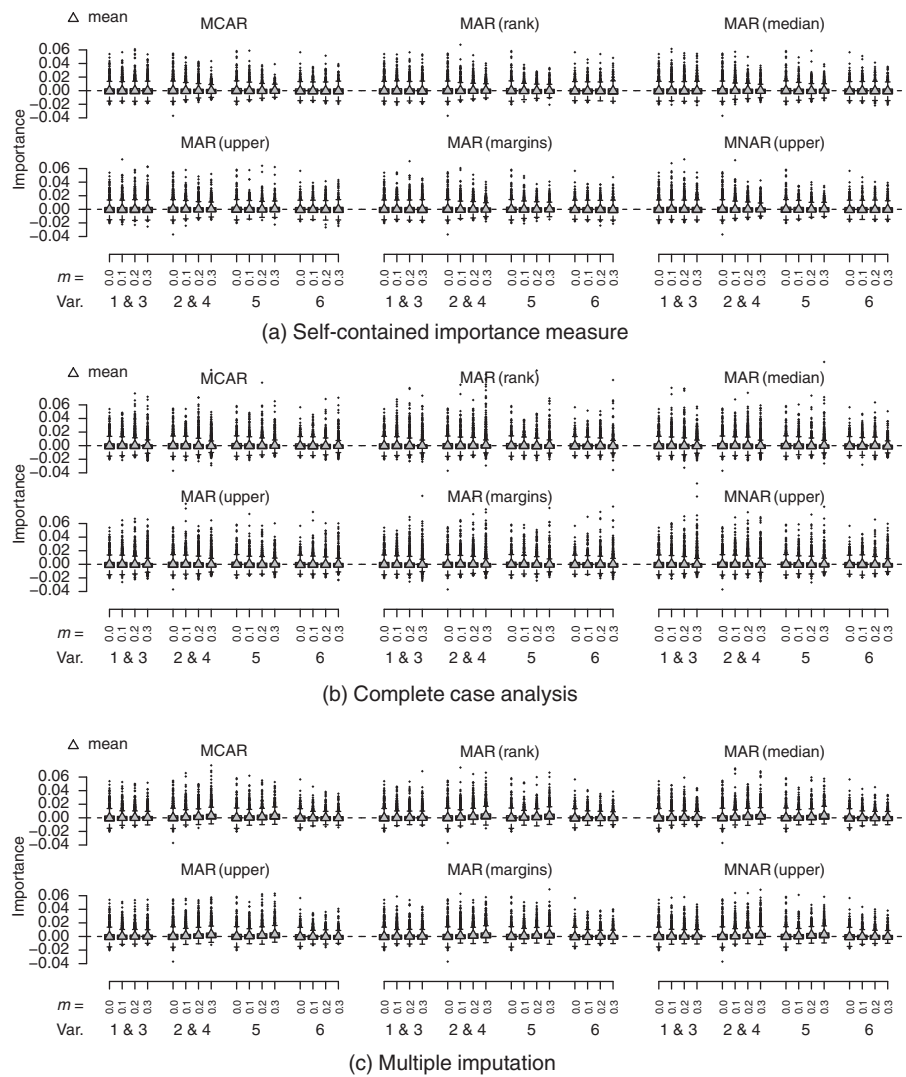 △ mean
MCAR
MAR (rank)
MAR (median)
0.06
0.04
0.02
0.00
−0.02
−0.04
Importance
MAR (upper)
MAR (margins)
MNAR (upper)
0.06
0.04
0.02
0.00
−0.02
−0.04
m =
0.0 0.1 0.2 0.3 0.0 0.1 0.2 0.3 0.0 0.1 0.2 0.3 0.0 0.1 0.2 0.3
0.0 0.1 0.2 0.3 0.0 0.1 0.2 0.3 0.0 0.1 0.2 0.3 0.0 0.1 0.2 0.3
0.0 0.1 0.2 0.3 0.0 0.1 0.2 0.3 0.0 0.1 0.2 0.3 0.0 0.1 0.2 0.3
Var. 1 & 3 2 & 4 5 6 1 & 3 2 & 4 5 6 1 & 3 2 & 4 5 6
(a) Self-contained importance measure
△ mean
MCAR
MAR (rank)
MAR (median)
0.06
0.04
0.02
0.00
−0.02
−0.04
Importance
MAR (upper)
MAR (margins)
MNAR (upper)
0.06
0.04
0.02
0.00
−0.02
−0.04
m =
0.0 0.1 0.2 0.3 0.0 0.1 0.2 0.3 0.0 0.1 0.2 0.3 0.0 0.1 0.2 0.3
0.0 0.1 0.2 0.3 0.0 0.1 0.2 0.3 0.0 0.1 0.2 0.3 0.0 0.1 0.2 0.3
0.0 0.1 0.2 0.3 0.0 0.1 0.2 0.3 0.0 0.1 0.2 0.3 0.0 0.1 0.2 0.3
Var. 1 & 3 2 & 4 5 6 1 & 3 2 & 4 5 6 1 & 3 2 & 4 5 6
(b) Complete case analysis
△ mean
MCAR
MAR (rank)
MAR (median)
0.06
0.04
0.02
0.00
−0.02
−0.04
Importance
MAR (upper)
MAR (margins)
MNAR (upper)
0.06
0.04
0.02
0.00
−0.02
−0.04
m =
0.0 0.1 0.2 0.3 0.0 0.1 0.2 0.3 0.0 0.1 0.2 0.3 0.0 0.1 0.2 0.3
0.0 0.1 0.2 0.3 0.0 0.1 0.2 0.3 0.0 0.1 0.2 0.3 0.0 0.1 0.2 0.3
0.0 0.1 0.2 0.3 0.0 0.1 0.2 0.3 0.0 0.1 0.2 0.3 0.0 0.1 0.2 0.3
Var. 1 & 3 2 & 4 5 6 1 & 3 2 & 4 5 6 1 & 3 2 & 4 5 6
(c) Multiple imputation